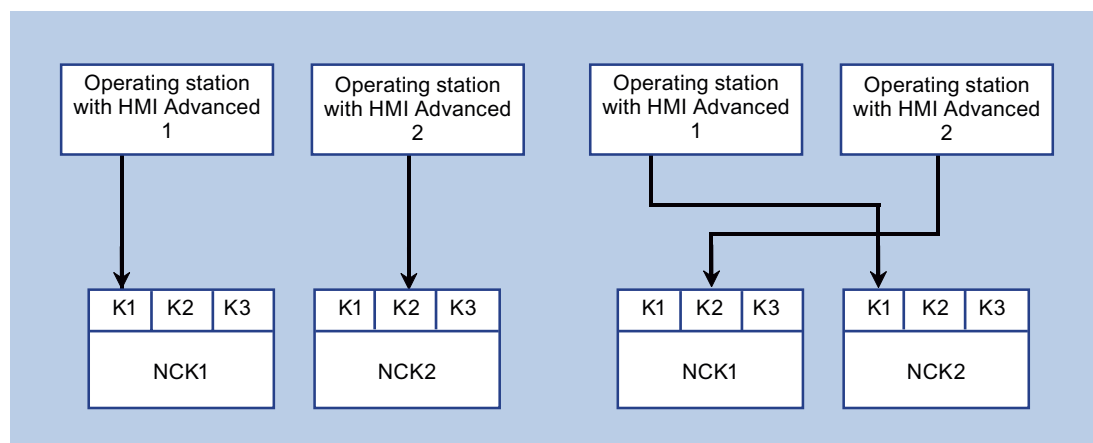 Operating station
with HMI Advanced
1
Operating station
with HMI Advanced
2
Operating station
with HMI Advanced
1
Operating station
with HMI Advanced
2
K1 K2 K3
NCK1
K1 K2 K3
NCK2
K1 K2 K3
NCK1
K1 K2 K3
NCK2